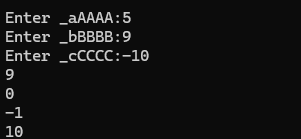 Enter _aAAAA:5
Enter _bBBBB:9
Enter _cCCCC:-10
9
0
-1
10